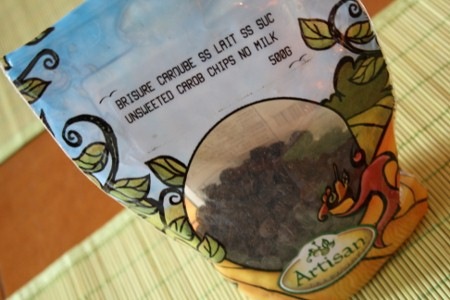 BRISURE CAROUBE SS LAIT SS SUC
UNSWEETED CAROB CHIPS NO MILK
500G
Artisan